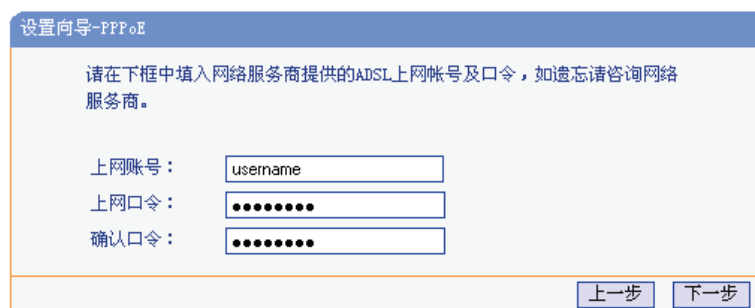 设置向导-PPPoE
请在下框中填入网络服务商提供的ADSL上网帐号及口令，如遗忘请咨询网络
服务商。
上网账号： username
上网口令： ●●●●●●●●
确认口令： ●●●●●●●●
上一步 下一步